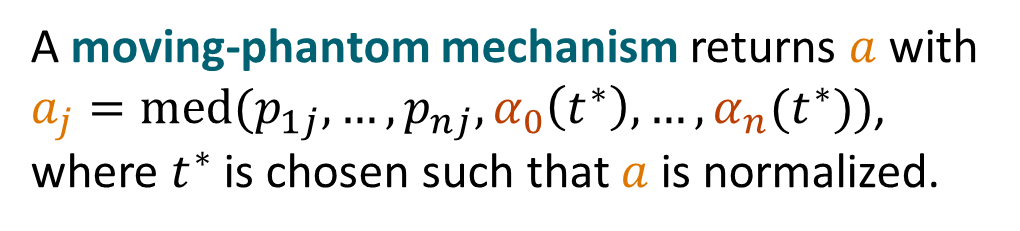 A moving-phantom mechanism returns 𝑎 with
𝑎ⱼ = med(𝑝₁ⱼ, … , 𝑝ₙⱼ, 𝛼₀(𝑡*), … , 𝛼ₙ(𝑡*)),
where 𝑡* is chosen such that 𝑎 is normalized.